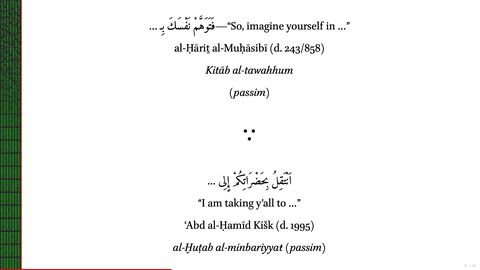 فَتَوَهَّمْ نَفْسَكَ بِـ ...—“So, imagine yourself in ...”
al-Ḥāriṯ al-Muḥāsibī (d. 243/858)
Kitāb al-tawahhum
(passim)
اَنْتَقِلُ بِحَضْرَاتِكُمْ إِلى ...
“I am taking y’all to ...”
ʿAbd al-Ḥamīd Kišk (d. 1995)
al-Ḫuṭab al-minbariyyaẗ (passim)